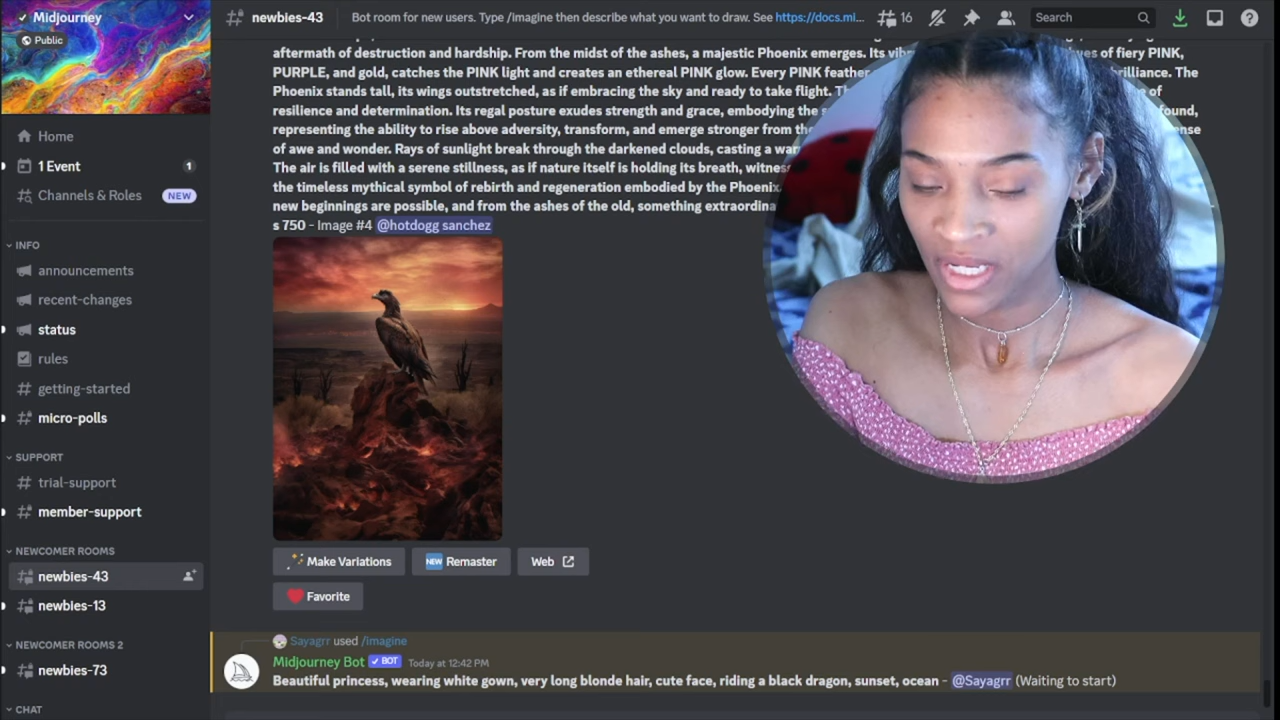 Midjourney
Public
Home
1 Event
1
Channels & Roles
NEW
INFO
announcements
recent-changes
status
rules
getting-started
micro-polls
SUPPORT
trial-support
member-support
NEWCOMER ROOMS
newbies-43
newbies-13
NEWCOMER ROOMS 2
newbies-73
CHAT
newbies-43
Bot room for new users. Type /imagine then describe what you want to draw. See https://docs.mi...
16
Search
aftermath of destruction and hardship. From the midst of the ashes, a majestic Phoenix emerges. Its
of fiery PINK,
PURPLE, and gold, catches the PINK light and creates an ethereal PINK glow. Every PINK feather
brilliance. The
Phoenix stands tall, its wings outstretched, as if embracing the sky and ready to take flight.
of
resilience and determination. Its regal posture exudes strength and grace, embodying the
representing the ability to rise above adversity, transform, and emerge stronger from the
of awe and wonder. Rays of sunlight break through the darkened clouds, casting a
The air is filled with a serene stillness, as if nature itself is holding its breath,
the timeless mythical symbol of rebirth and regeneration embodied by the Phoenix
new beginnings are possible, and from the ashes of the old, something
s 750 - Image #4 @hotdogg sanchez
Make Variations
NEW Remaster
Web
Favorite
Sayagrr used /imagine
Midjourney Bot BOT Today at 12:42 PM
Beautiful princess, wearing white gown, very long blonde hair, cute face, riding a black dragon, sunset, ocean - @Sayagrr (Waiting to start)